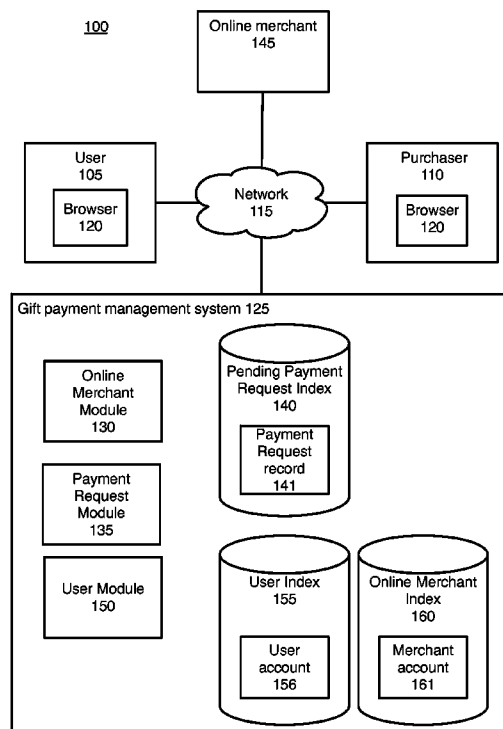 100
Online merchant
145
User
105
Browser
120
Network
115
Purchaser
110
Browser
120
Gift payment management system 125
Online
Merchant
Module
130
Payment
Request
Module
135
User Module
150
Pending Payment
Request Index
140
Payment
Request
record
141
User Index
155
User
account
156
Online Merchant
Index
160
Merchant
account
161